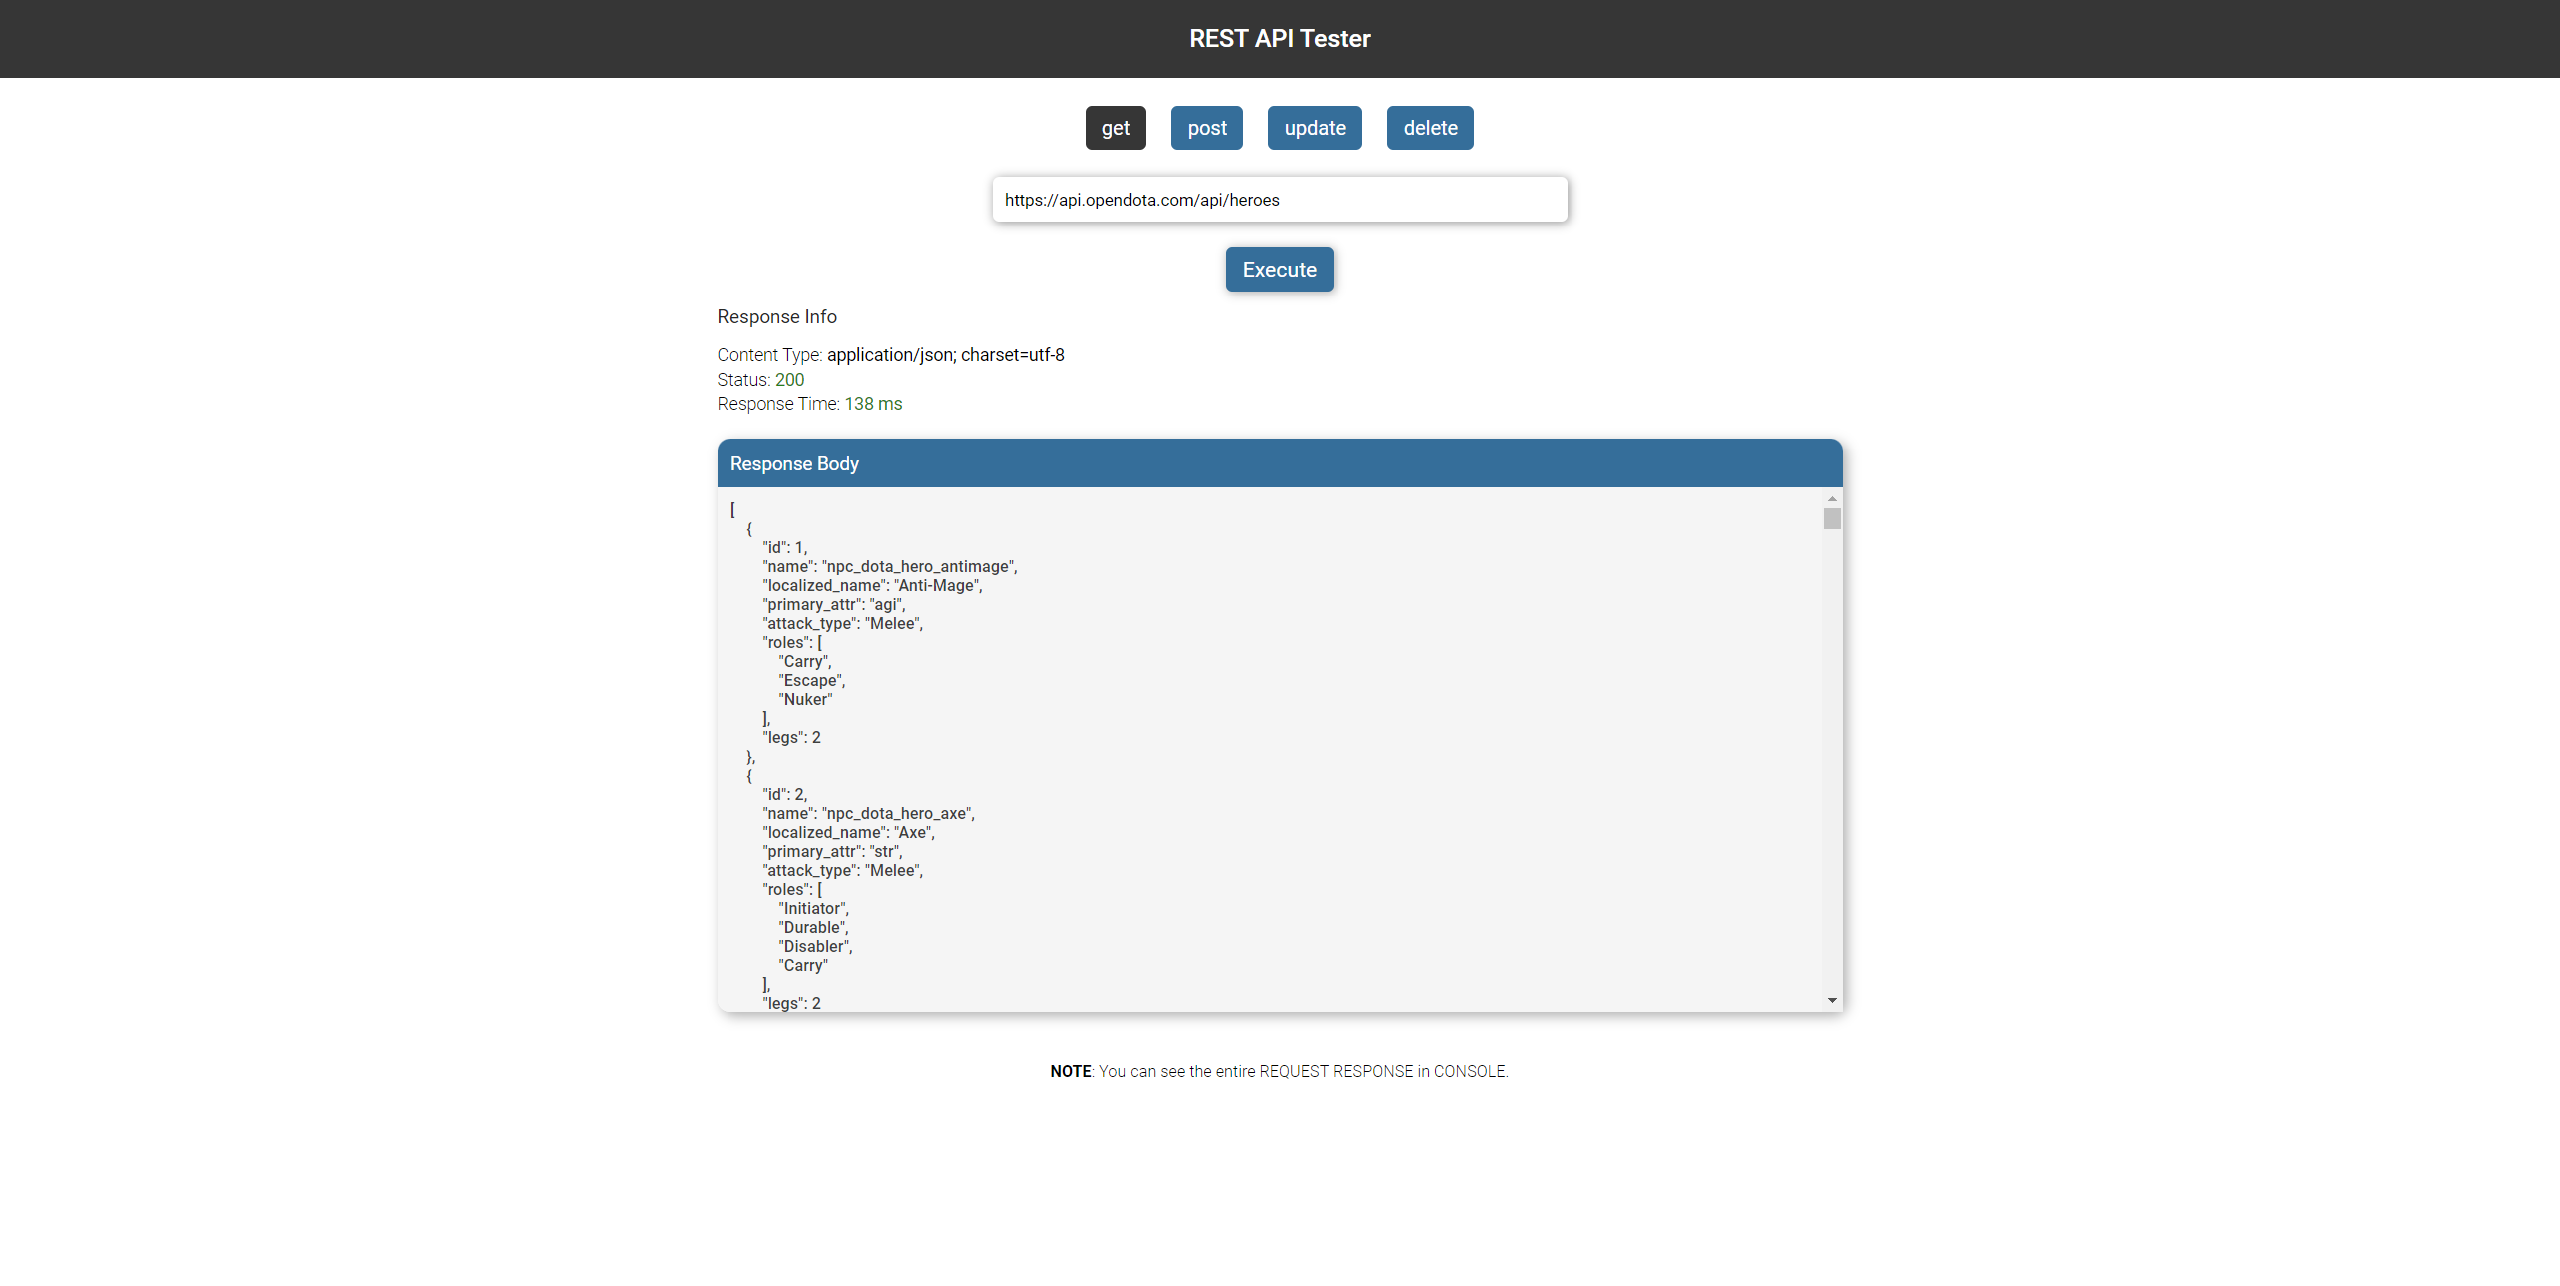 REST API Tester
get post update delete
https://api.opendota.com/api/heroes
Execute
Response Info
Content Type: application/json; charset=utf-8
Status: 200
Response Time: 138 ms
Response Body
[
{
"id": 1,
"name": "npc_dota_hero_antimage",
"localized_name": "Anti-Mage",
"primary_attr": "agi",
"attack_type": "Melee",
"roles": [
"Carry",
"Escape",
"Nuker"
],
"legs": 2
},
{
"id": 2,
"name": "npc_dota_hero_axe",
"localized_name": "Axe",
"primary_attr": "str",
"attack_type": "Melee",
"roles": [
"Initiator",
"Durable",
"Disabler",
"Carry"
],
"legs": 2
NOTE: You can see the entire REQUEST RESPONSE in CONSOLE.